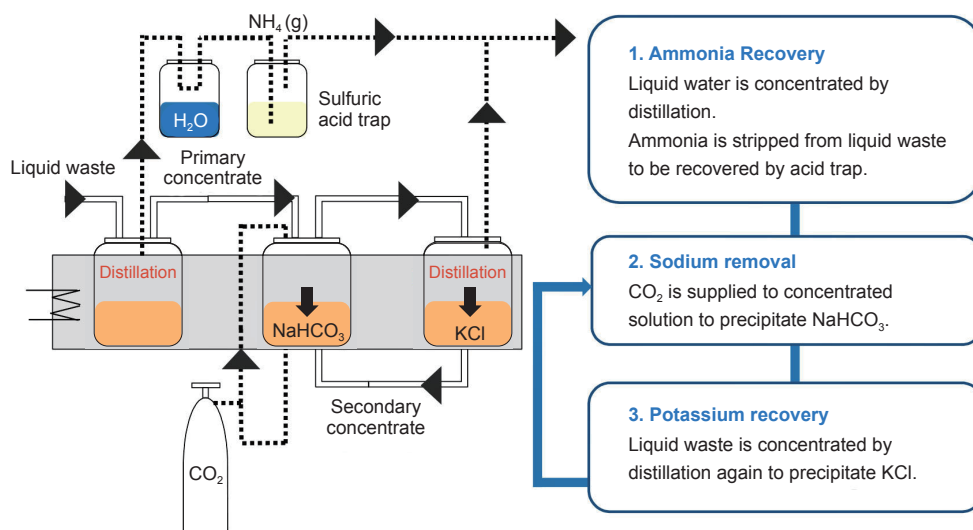 NH₄ (g)
H₂O
Sulfuric
acid trap
Liquid waste
Primary
concentrate
Distillation
NaHCO₃
Distillation
KCl
Secondary
concentrate
CO₂
1. Ammonia Recovery
Liquid water is concentrated by
distillation.
Ammonia is stripped from liquid waste
to be recovered by acid trap.
2. Sodium removal
CO₂ is supplied to concentrated
solution to precipitate NaHCO₃.
3. Potassium recovery
Liquid waste is concentrated by
distillation again to precipitate KCl.